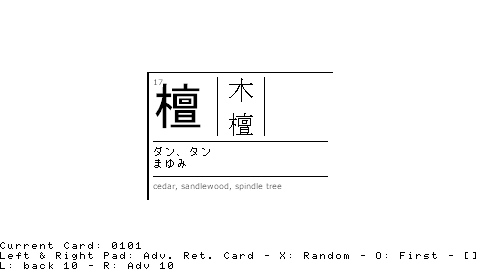 17
檀
木
檀
ダン、タン
まゆみ
cedar, sandlewood, spindle tree
Current Card: 0101
Left & Right Pad: Adv. Ret. Card - X: Random - O: First - []
L: back 10 - R: Adv 10